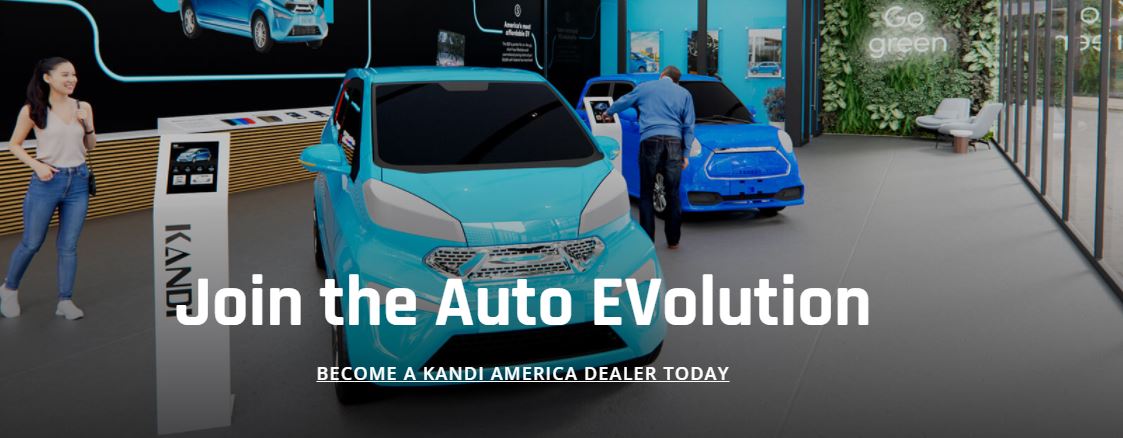 America's most
affordable EV
Go
green
KANDI
Join the Auto EVolution
BECOME A KANDI AMERICA DEALER TODAY